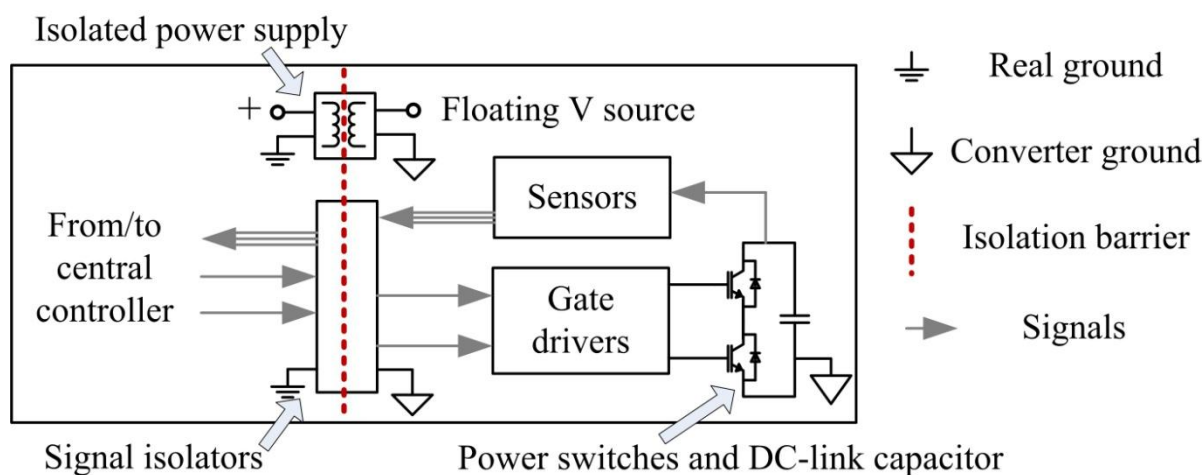 Isolated power supply
+
Floating V source
Sensors
From/to
central
controller
Gate
drivers
Signal isolators
Power switches and DC-link capacitor
Real ground
Converter ground
Isolation barrier
Signals